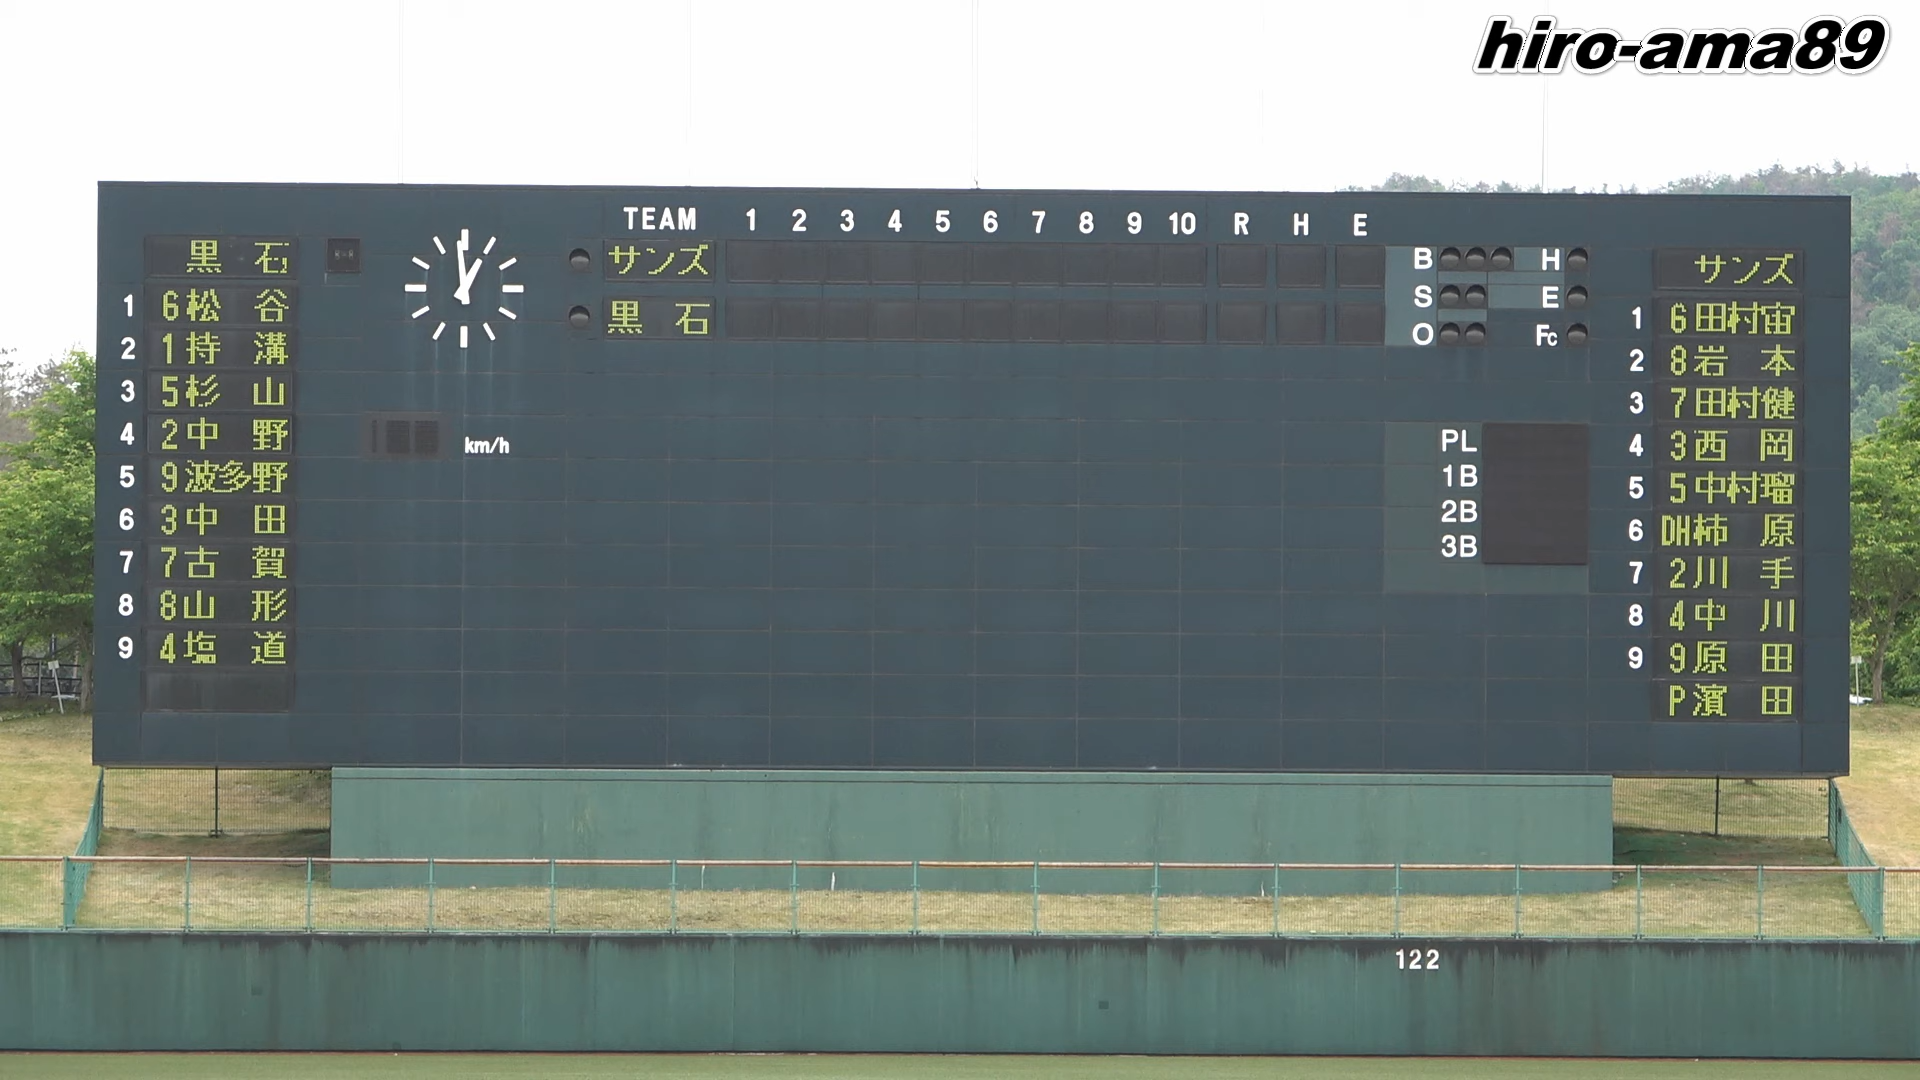 hiro-ama89
TEAM 1 2 3 4 5 6 7 8 9 10 R H E
サンズ
黒石
B H
S E
O Fc
km/h
PL
1B
2B
3B
黒石
1 6 松谷
2 1 持溝
3 5 杉山
4 2 中野
5 9 波多野
6 3 中田
7 7 古賀
8 8 山形
9 4 塩道
サンズ
1 6 田村宙
2 8 岩本
3 7 田村健
4 3 西岡
5 5 中村瑠
6 DH 柿原
7 2 川手
8 4 中川
9 9 原田
P 濱田
122